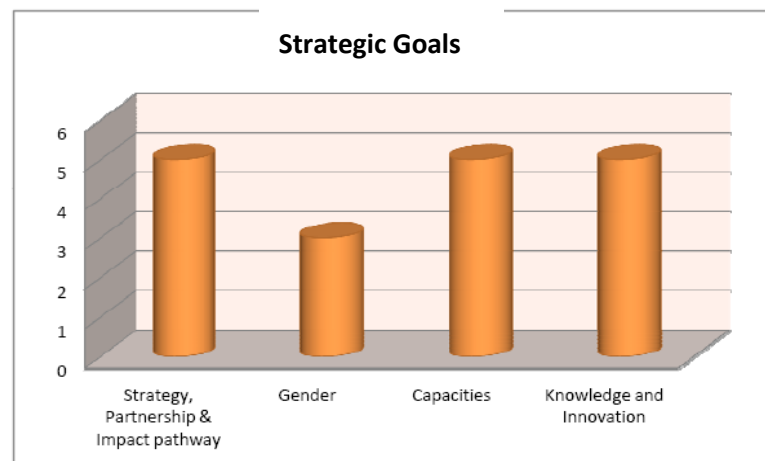 Strategic Goals
6
5
4
3
2
1
0
Strategy,
Partnership &
Impact pathway
Gender
Capacities
Knowledge and
Innovation